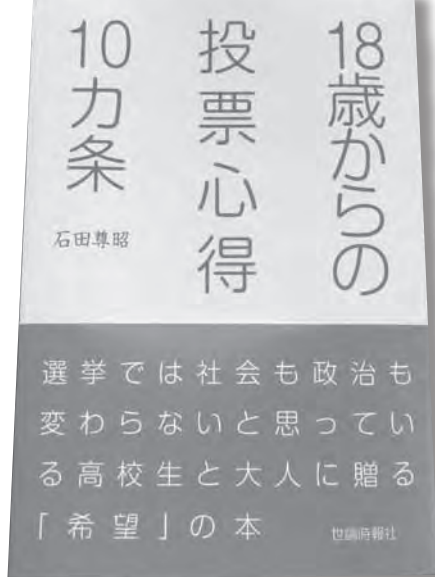 18歳からの
投票心得
10カ条
石田尊昭
選挙では社会も政治も
変わらないと思ってい
る高校生と大人に贈る
「希望」の本
世論時報社